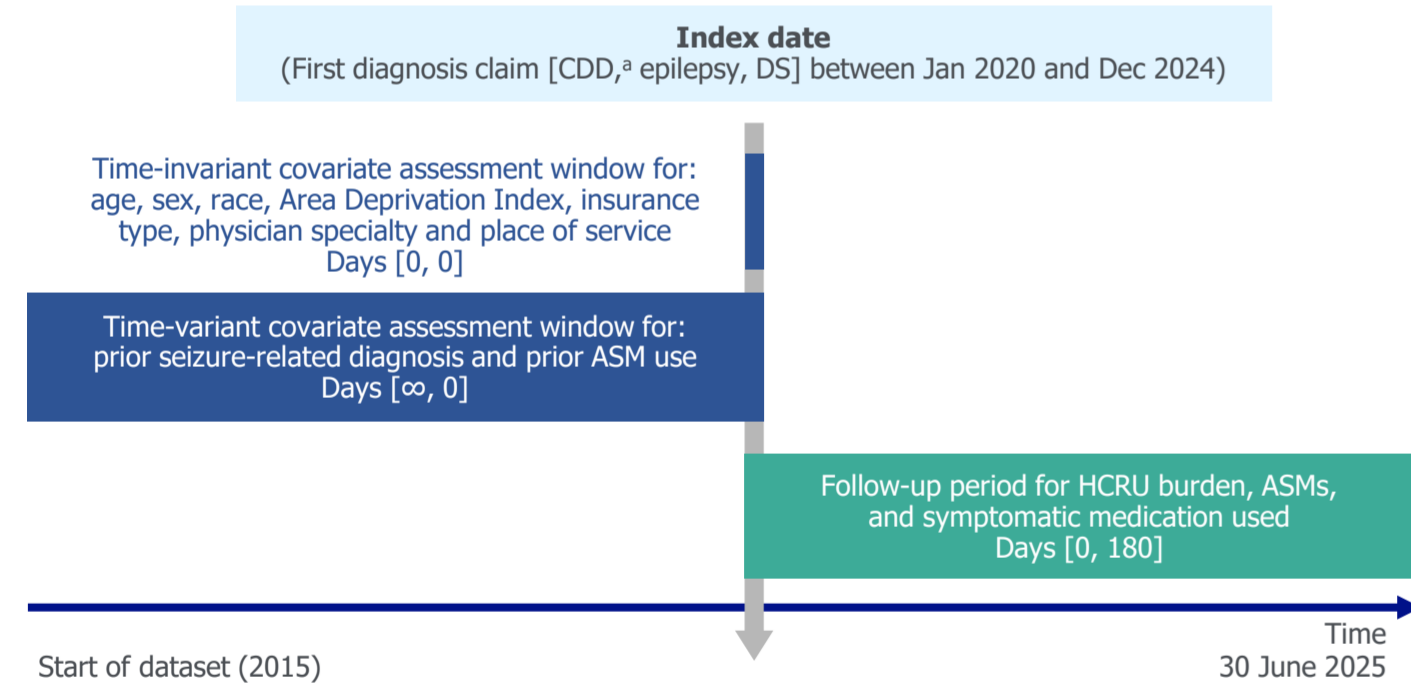 Index date
(First diagnosis claim [CDD,ᵃ epilepsy, DS] between Jan 2020 and Dec 2024)
Time-invariant covariate assessment window for:
age, sex, race, Area Deprivation Index, insurance
type, physician specialty and place of service
Days [0, 0]
Time-variant covariate assessment window for:
prior seizure-related diagnosis and prior ASM use
Days [∞, 0]
Follow-up period for HCRU burden, ASMs,
and symptomatic medication used
Days [0, 180]
Time
Start of dataset (2015)
30 June 2025